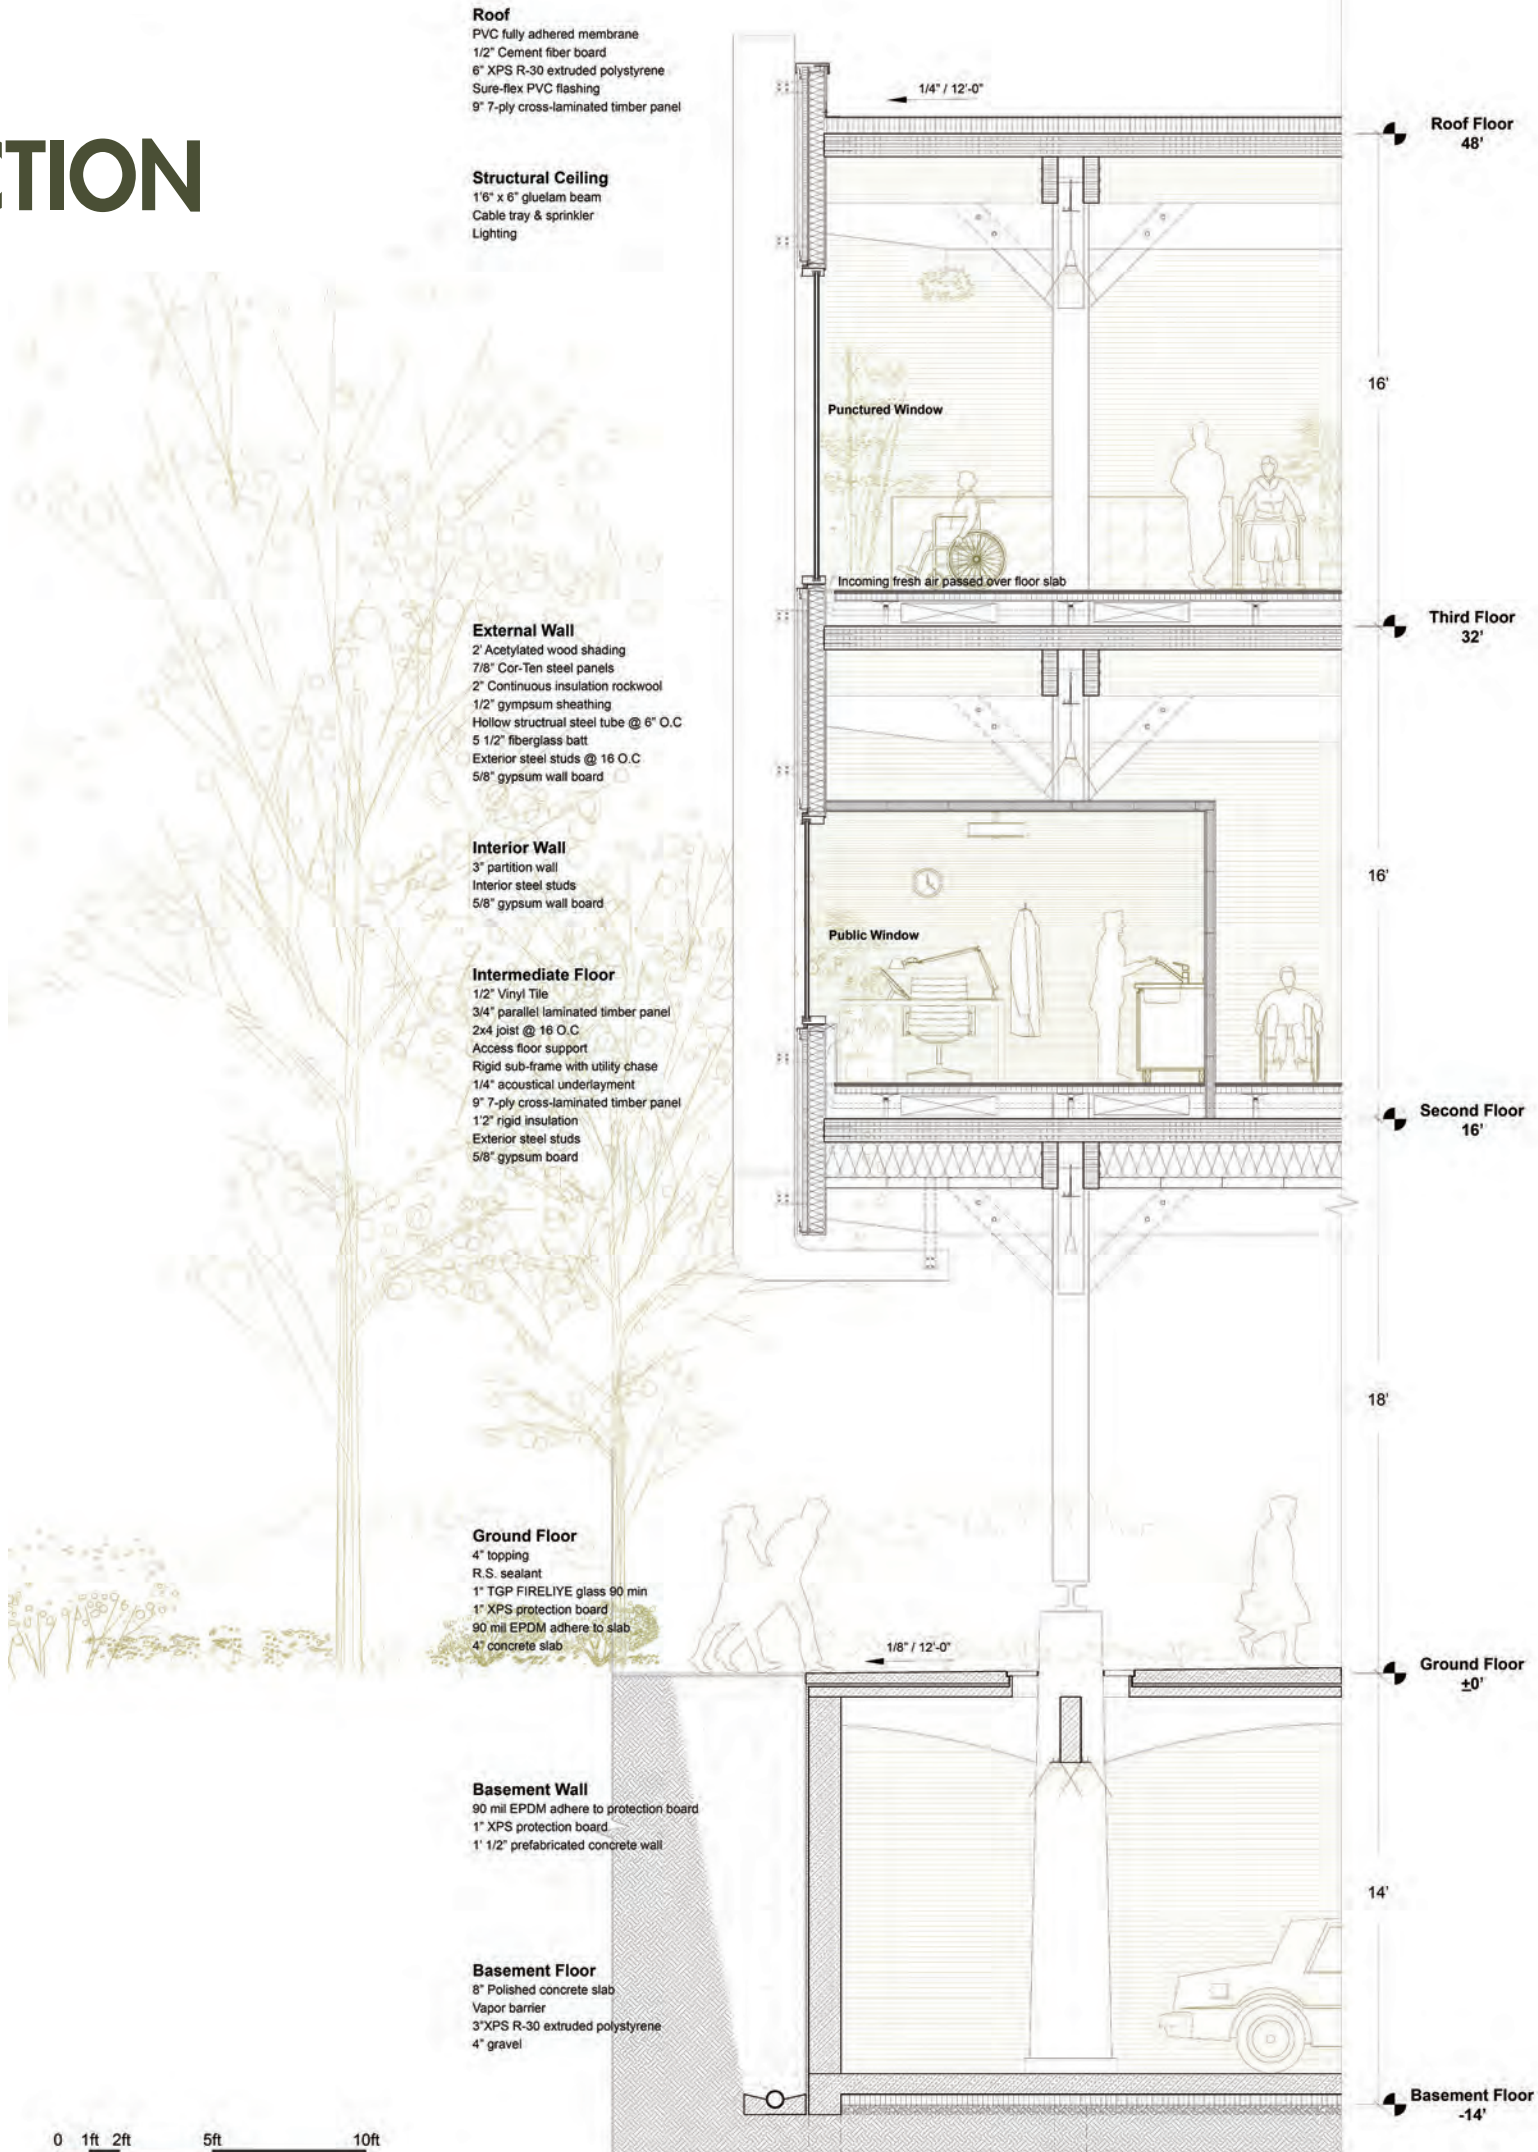 CTION
Roof
PVC fully adhered membrane
1/2" Cement fiber board
6" XPS R-30 extruded polystyrene
Sure-flex PVC flashing
9" 7-ply cross-laminated timber panel
1/4" / 12'-0"
Roof Floor
48'
Structural Ceiling
1'6" x 6" gluelam beam
Cable tray & sprinkler
Lighting
16'
Punctured Window
Incoming fresh air passed over floor slab
Third Floor
32'
External Wall
2' Acetylated wood shading
7/8" Cor-Ten steel panels
2" Continuous insulation rockwool
1/2" gympsum sheathing
Hollow structrual steel tube @ 6" O.C
5 1/2" fiberglass batt
Exterior steel studs @ 16 O.C
5/8" gypsum wall board
Interior Wall
3" partition wall
Interior steel studs
5/8" gypsum wall board
16'
Public Window
Intermediate Floor
1/2" Vinyl Tile
3/4" parallel laminated timber panel
2x4 joist @ 16 O.C
Access floor support
Rigid sub-frame with utility chase
1/4" acoustical underlayment
9" 7-ply cross-laminated timber panel
1'2" rigid insulation
Exterior steel studs
5/8" gypsum board
Second Floor
16'
18'
Ground Floor
4" topping
R.S. sealant
1" TGP FIRELIYE glass 90 min
1" XPS protection board
90 mil EPDM adhere to slab
4" concrete slab
1/8" / 12'-0"
Ground Floor
±0'
Basement Wall
90 mil EPDM adhere to protection board
1" XPS protection board
1' 1/2" prefabricated concrete wall
14'
Basement Floor
8" Polished concrete slab
Vapor barrier
3"XPS R-30 extruded polystyrene
4" gravel
Basement Floor
-14'
0 1ft 2ft 5ft 10ft